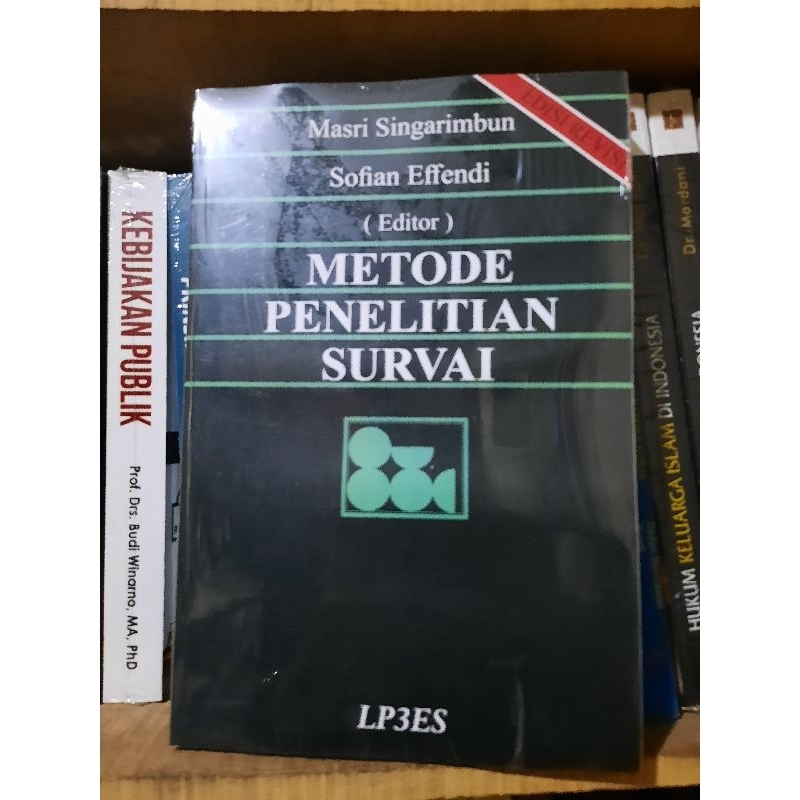 Masri Singarimbun
Sofian Effendi
( Editor )
METODE
PENELITIAN
SURVAI
LP3ES
EDISI REVISI
KEBIJAKAN PUBLIK
Prof. Drs. Budi Winarno, MA, PhD
HUKUM KELUARGA ISLAM DI INDONESIA
Dr. Mardani